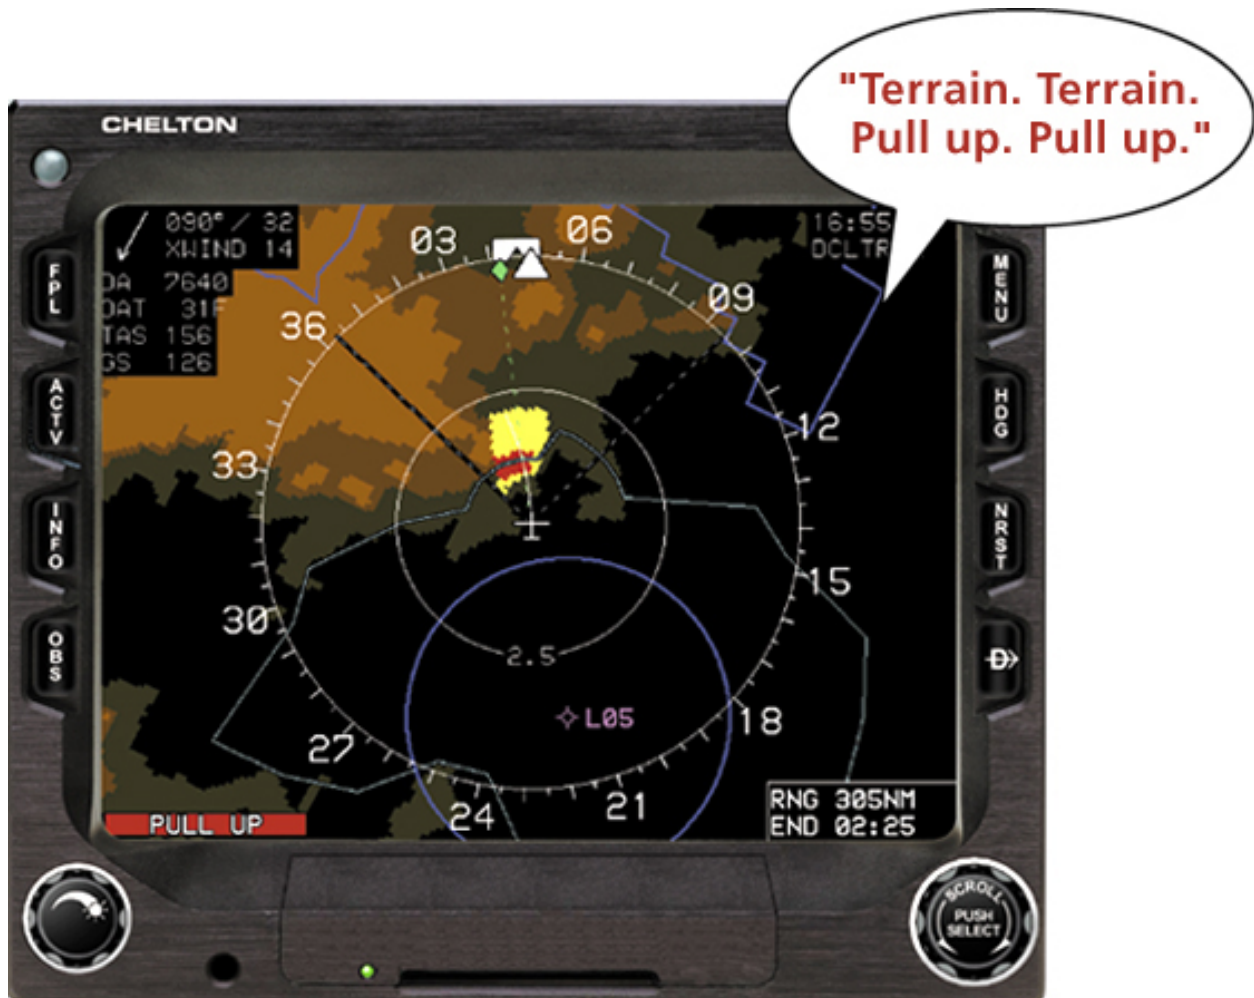 "Terrain. Terrain.
Pull up. Pull up."
CHELTON
090° / 32
XWIND 14
DA 7640
OAT 31F
TAS 156
GS 126
16:55
DCLTR
03
06
09
12
15
18
21
24
27
30
33
36
2.5
L05
RNG 305NM
END 02:25
PULL UP
FPL
ACTV
INFO
OBS
MENU
HDG
NRST
D
SCROLL
PUSH
SELECT